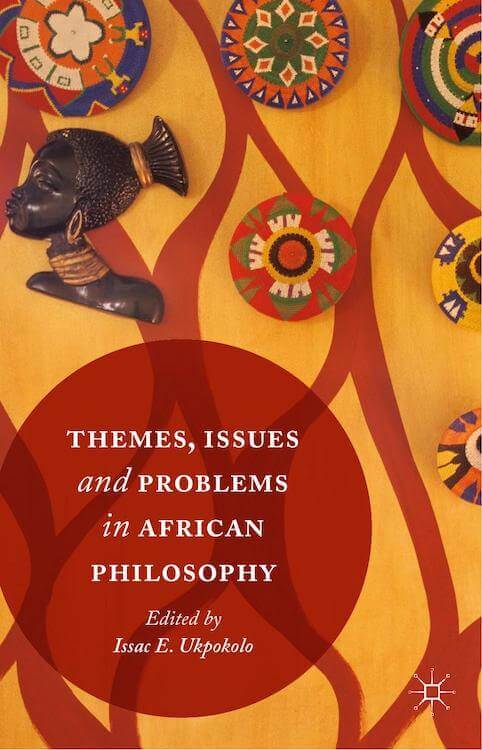 THEMES, ISSUES
and PROBLEMS
in AFRICAN
PHILOSOPHY
Edited by
Issac E. Ukpokolo